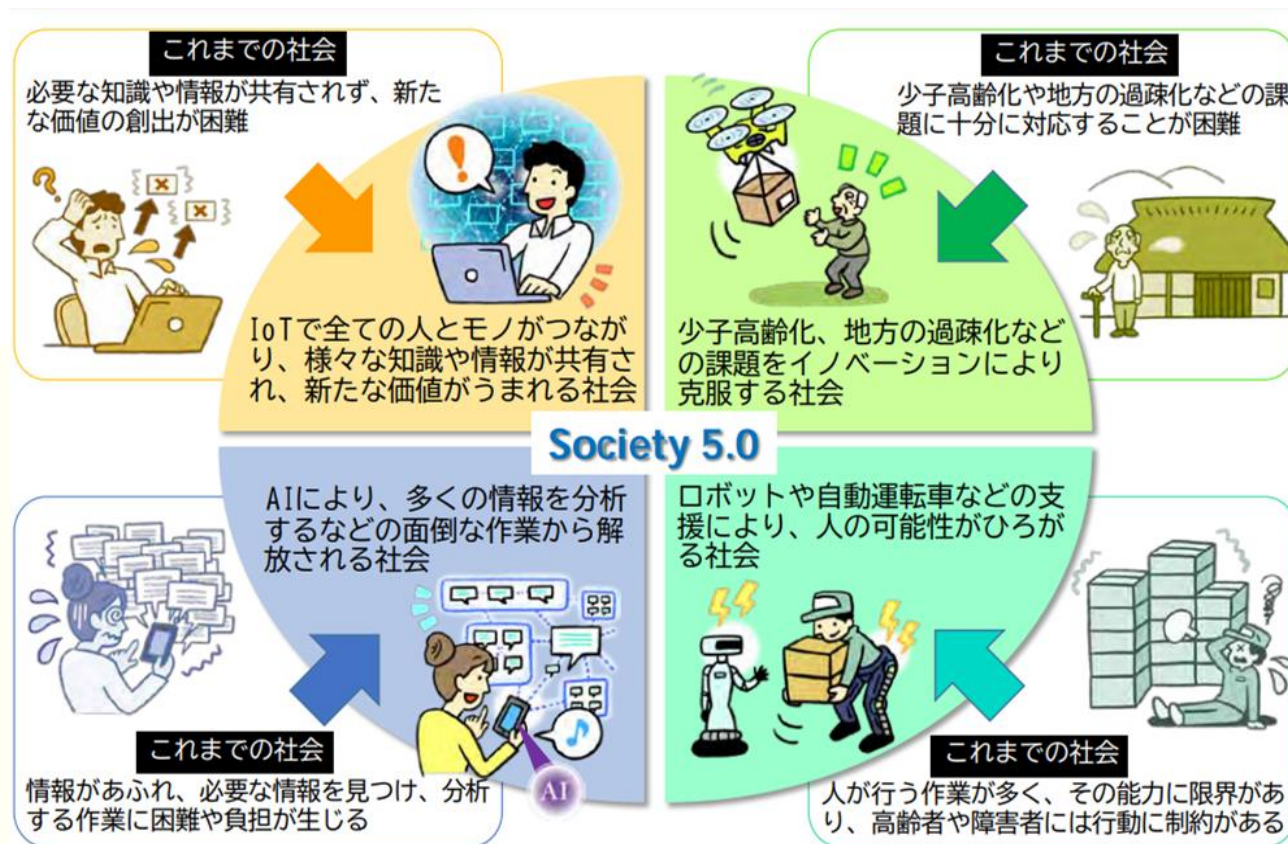 これまでの社会
必要な知識や情報が共有されず、新た
な価値の創出が困難
IoTで全ての人とモノがつなが
り、様々な知識や情報が共有さ
れ、新たな価値がうまれる社会
これまでの社会
少子高齢化や地方の過疎化などの課
題に十分に対応することが困難
少子高齢化、地方の過疎化など
の課題をイノベーションにより
克服する社会
Society 5.0
AIにより、多くの情報を分析
するなどの面倒な作業から解
放される社会
AI
これまでの社会
情報があふれ、必要な情報を見つけ、分析
する作業に困難や負担が生じる
ロボットや自動運転車などの支
援により、人の可能性がひろが
る社会
これまでの社会
人が行う作業が多く、その能力に限界があ
り、高齢者や障害者には行動に制約がある